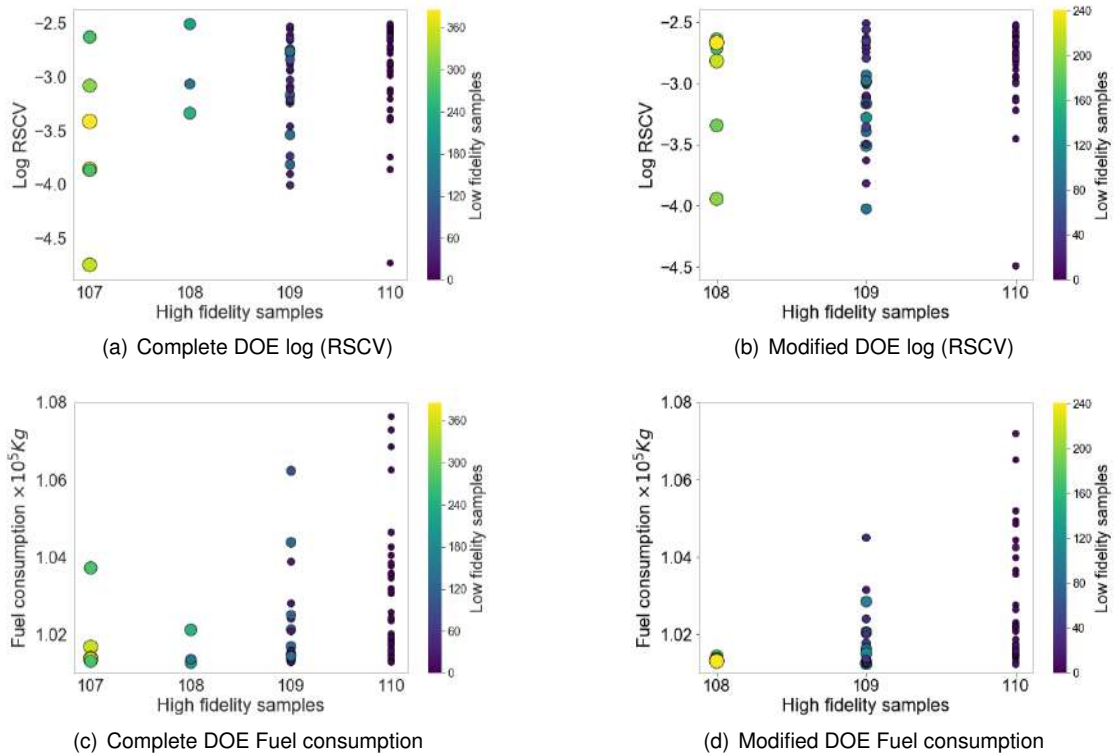 −2.5
−3.0
−3.5
−4.0
−4.5
Log RSCV
107 108 109 110
High fidelity samples
360
300
240
180
120
60
0
Low fidelity samples
(a) Complete DOE log (RSCV)
−2.5
−3.0
−3.5
−4.0
−4.5
Log RSCV
108 109 110
High fidelity samples
240
200
160
120
80
40
0
Low fidelity samples
(b) Modified DOE log (RSCV)
1.08
1.06
1.04
1.02
Fuel consumption ×10⁵Kg
107 108 109 110
High fidelity samples
360
300
240
180
120
60
0
Low fidelity samples
(c) Complete DOE Fuel consumption
1.08
1.06
1.04
1.02
Fuel consumption ×10⁵Kg
108 109 110
High fidelity samples
240
200
160
120
80
40
0
Low fidelity samples
(d) Modified DOE Fuel consumption